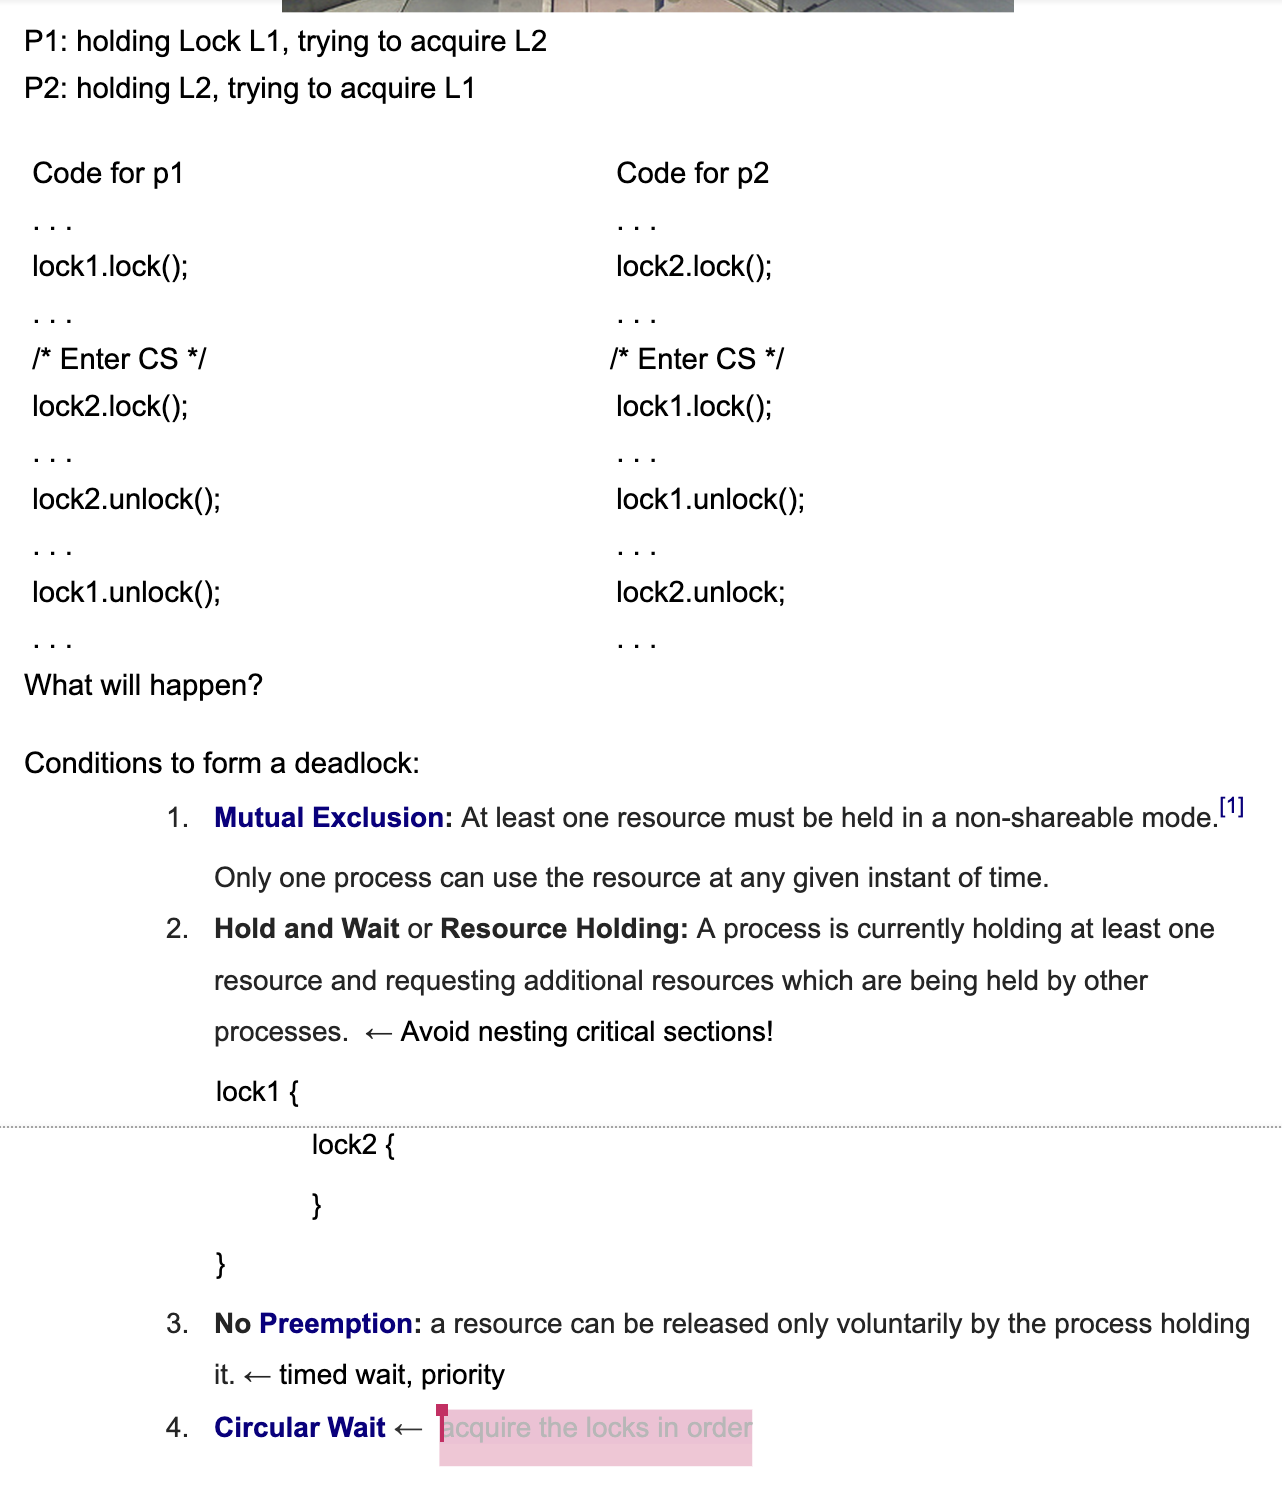 P1: holding Lock L1, trying to acquire L2
P2: holding L2, trying to acquire L1
Code for p1
. . .
lock1.lock();
. . .
/* Enter CS */
lock2.lock();
. . .
lock2.unlock();
. . .
lock1.unlock();
. . .
Code for p2
. . .
lock2.lock();
. . .
/* Enter CS */
lock1.lock();
. . .
lock1.unlock();
. . .
lock2.unlock;
. . .
What will happen?
Conditions to form a deadlock:
1. Mutual Exclusion: At least one resource must be held in a non-shareable mode.[1]
Only one process can use the resource at any given instant of time.
2. Hold and Wait or Resource Holding: A process is currently holding at least one
resource and requesting additional resources which are being held by other
processes. ← Avoid nesting critical sections!
lock1 {
lock2 {
}
}
3. No Preemption: a resource can be released only voluntarily by the process holding
it. ← timed wait, priority
4. Circular Wait ← acquire the locks in order